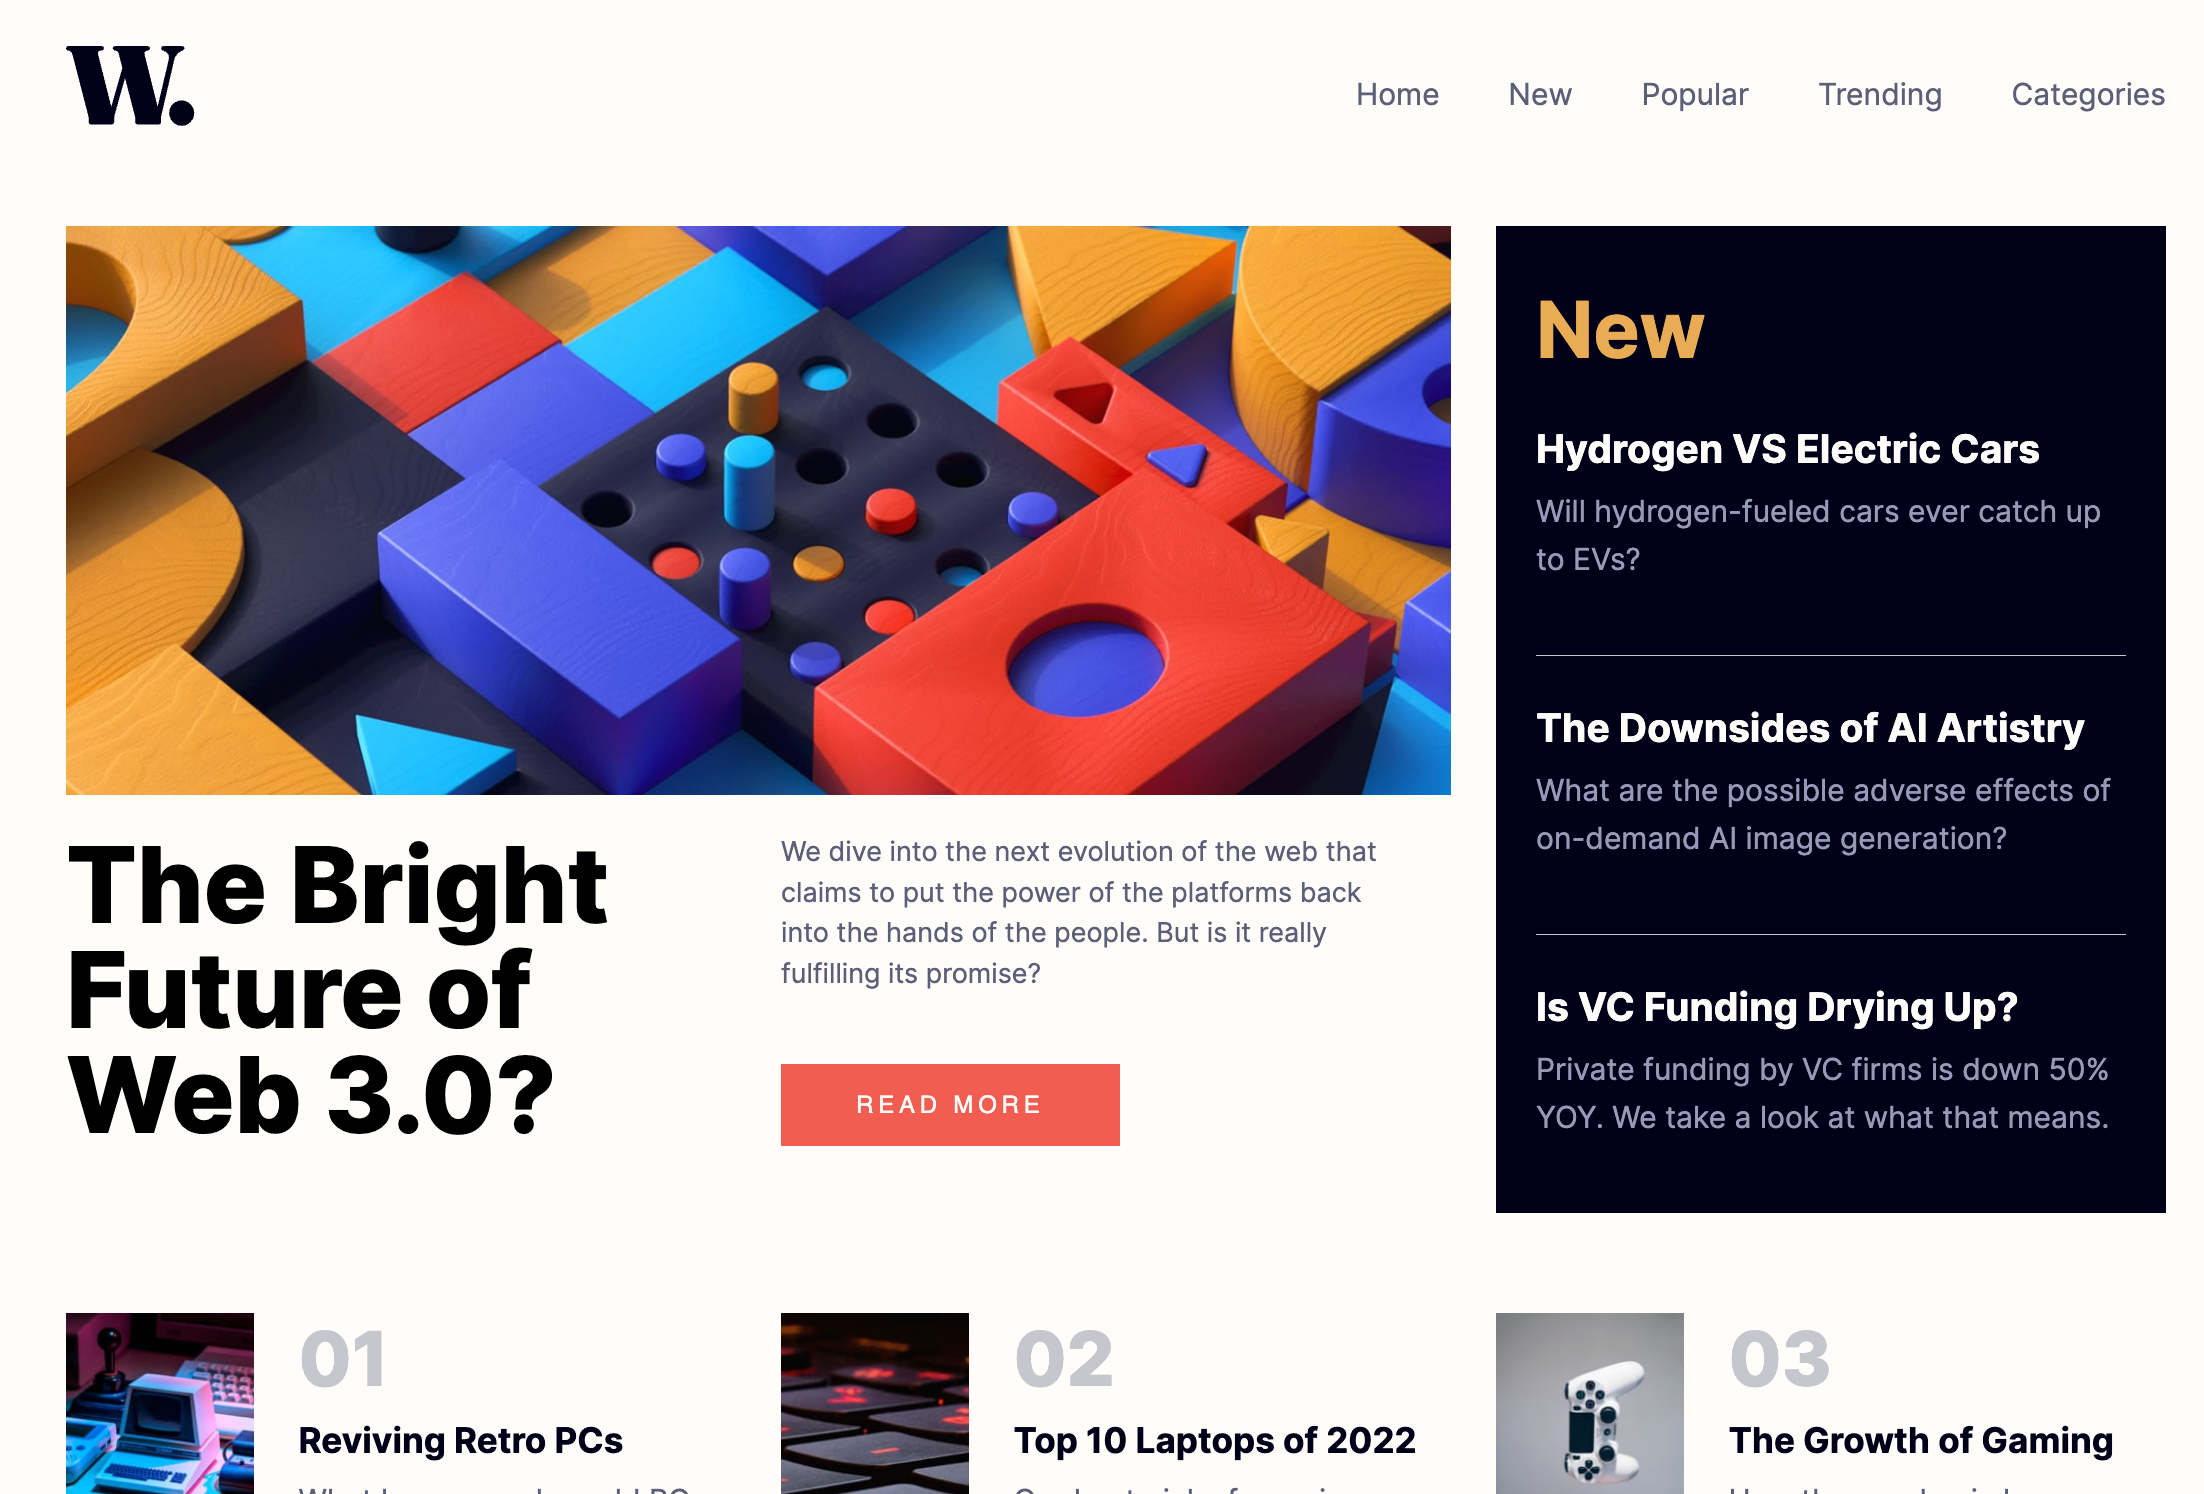 W.
Home New Popular Trending Categories
The Bright
Future of
Web 3.0?
We dive into the next evolution of the web that
claims to put the power of the platforms back
into the hands of the people. But is it really
fulfilling its promise?
READ MORE
New
Hydrogen VS Electric Cars
Will hydrogen-fueled cars ever catch up
to EVs?
The Downsides of AI Artistry
What are the possible adverse effects of
on-demand AI image generation?
Is VC Funding Drying Up?
Private funding by VC firms is down 50%
YOY. We take a look at what that means.
01
Reviving Retro PCs
02
Top 10 Laptops of 2022
03
The Growth of Gaming